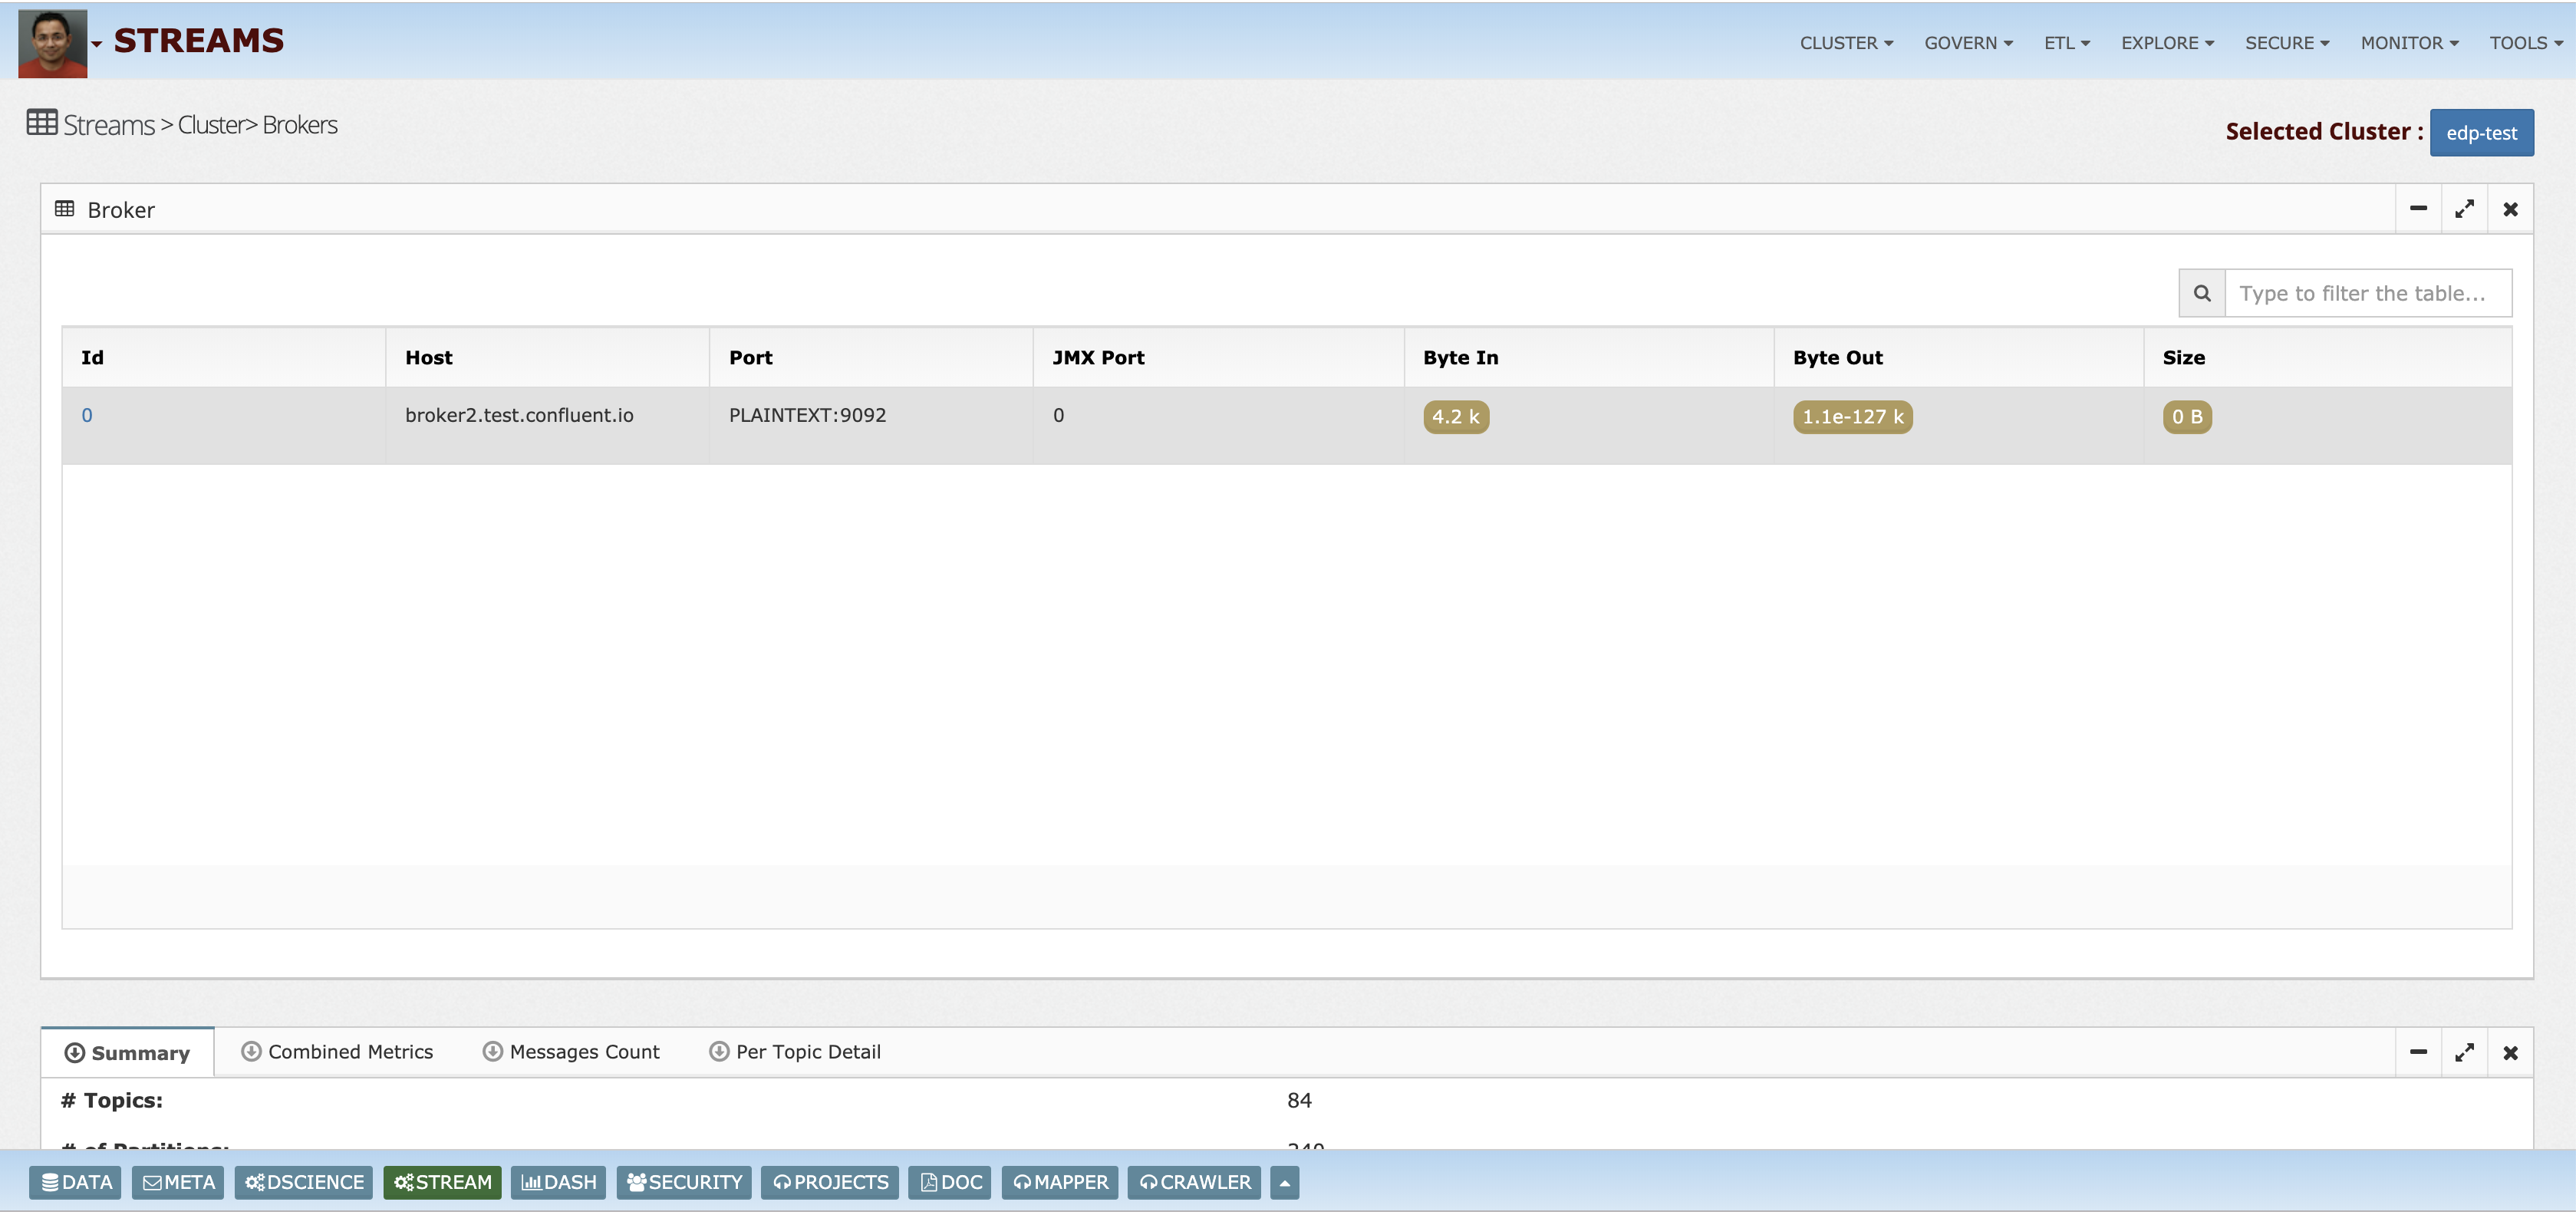 STREAMS
CLUSTER GOVERN ETL EXPLORE SECURE MONITOR TOOLS
Streams > Cluster> Brokers
Selected Cluster : edp-test
Broker
Type to filter the table...
Id Host Port JMX Port Byte In Byte Out Size
0 broker2.test.confluent.io PLAINTEXT:9092 0 4.2 k 1.1e-127 k 0 B
Summary Combined Metrics Messages Count Per Topic Detail
# Topics: 84
# of Partitions:
DATA META DSCIENCE STREAM DASH SECURITY PROJECTS DOC MAPPER CRAWLER